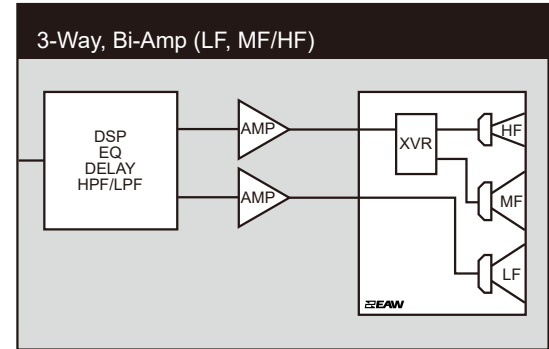 3-Way, Bi-Amp (LF, MF/HF)
DSP
EQ
DELAY
HPF/LPF
AMP
AMP
XVR
HF
MF
LF
EAW